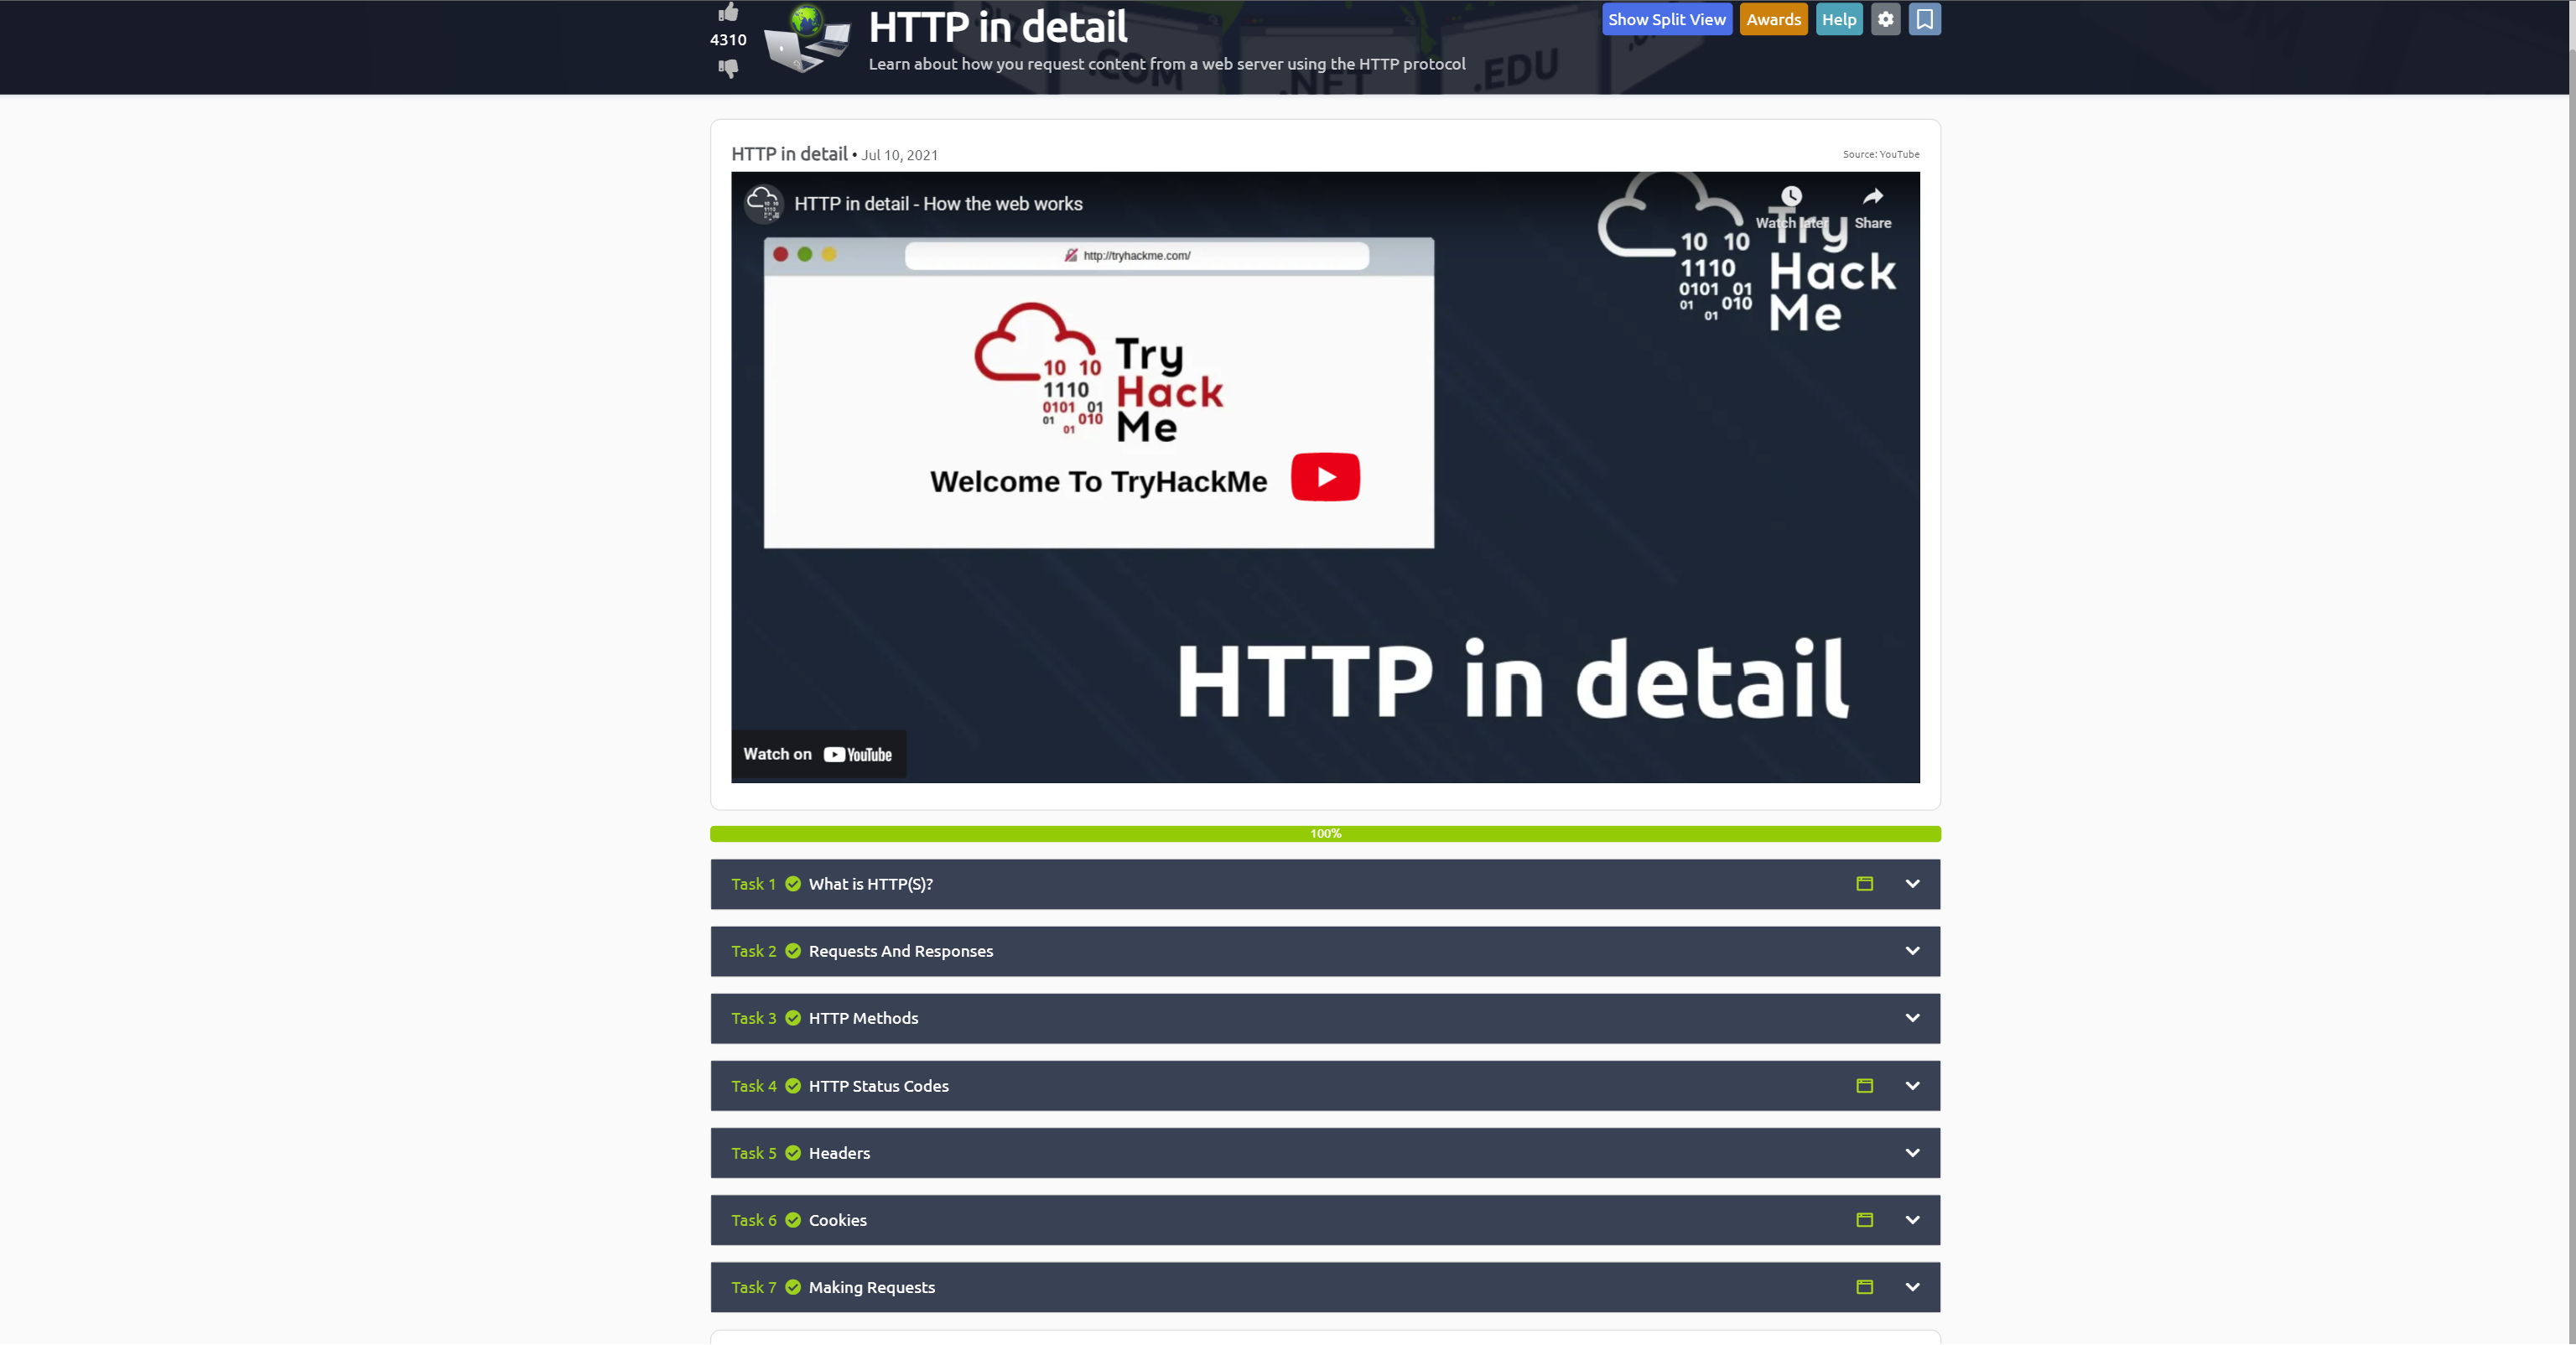 4310
HTTP in detail
Learn about how you request content from a web server using the HTTP protocol
Show Split View
Awards
Help
.COM
.NET
.EDU
HTTP in detail • Jul 10, 2021
Source: YouTube
HTTP in detail - How the web works
Watch later
Share
http://tryhackme.com/
10 10
1110
0101 01
01 010
01
Try
Hack
Me
10 10
1110
0101 01
01 010
01
Try
Hack
Me
Welcome To TryHackMe
HTTP in detail
Watch on YouTube
100%
Task 1 What is HTTP(S)?
Task 2 Requests And Responses
Task 3 HTTP Methods
Task 4 HTTP Status Codes
Task 5 Headers
Task 6 Cookies
Task 7 Making Requests